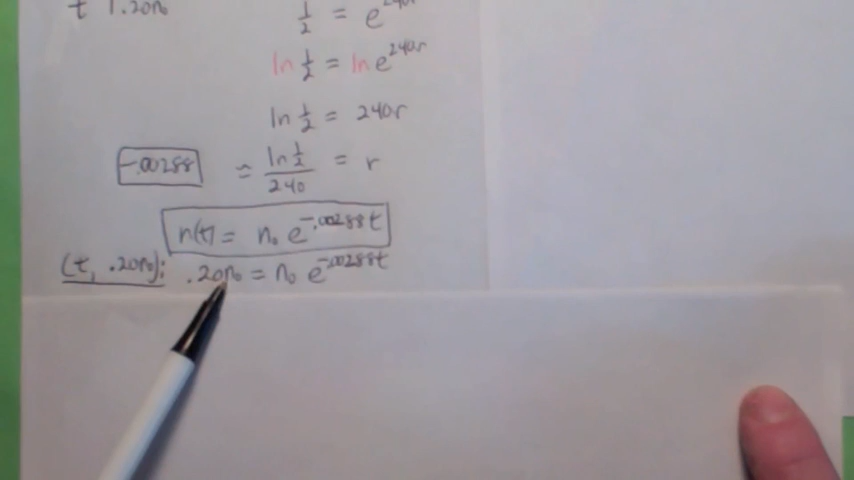 t | .20n₀
1/2 = e^240r
ln 1/2 = ln e^240r
ln 1/2 = 240r
-.00288 ≈ (ln 1/2)/240 = r
n(t) = n₀ e^-.00288t
(t, .20n₀): .20n₀ = n₀ e^-.00288t